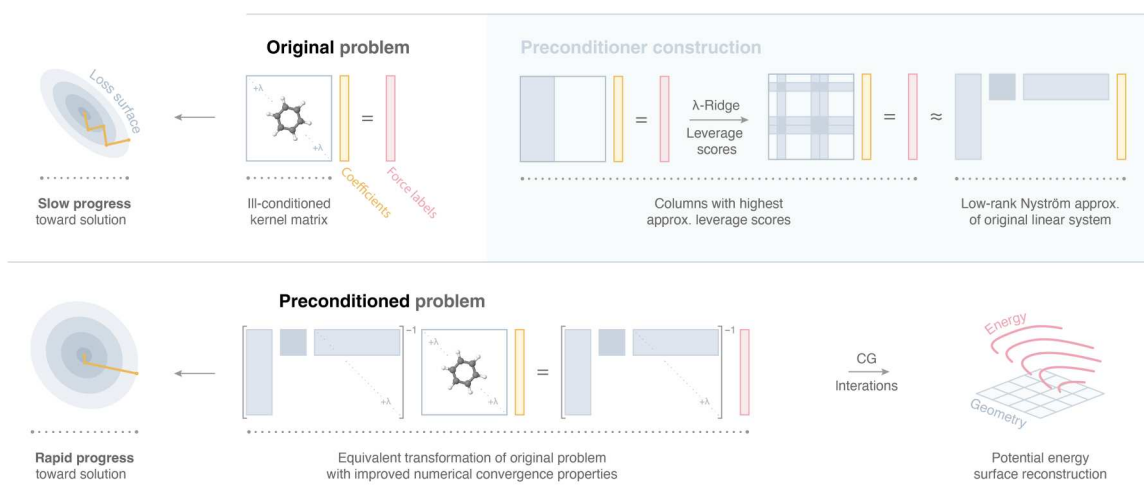 Original problem
Preconditioner construction
Loss surface
+λ
+λ
=
=
λ-Ridge
Leverage
scores
=
≈
Coefficients
Force labels
Slow progress
toward solution
Ill-conditioned
kernel matrix
Columns with highest
approx. leverage scores
Low-rank Nyström approx.
of original linear system
Preconditioned problem
+λ
-1
+λ
+λ
=
+λ
-1
CG
Interations
Energy
Geometry
Rapid progress
toward solution
Equivalent transformation of original problem
with improved numerical convergence properties
Potential energy
surface reconstruction